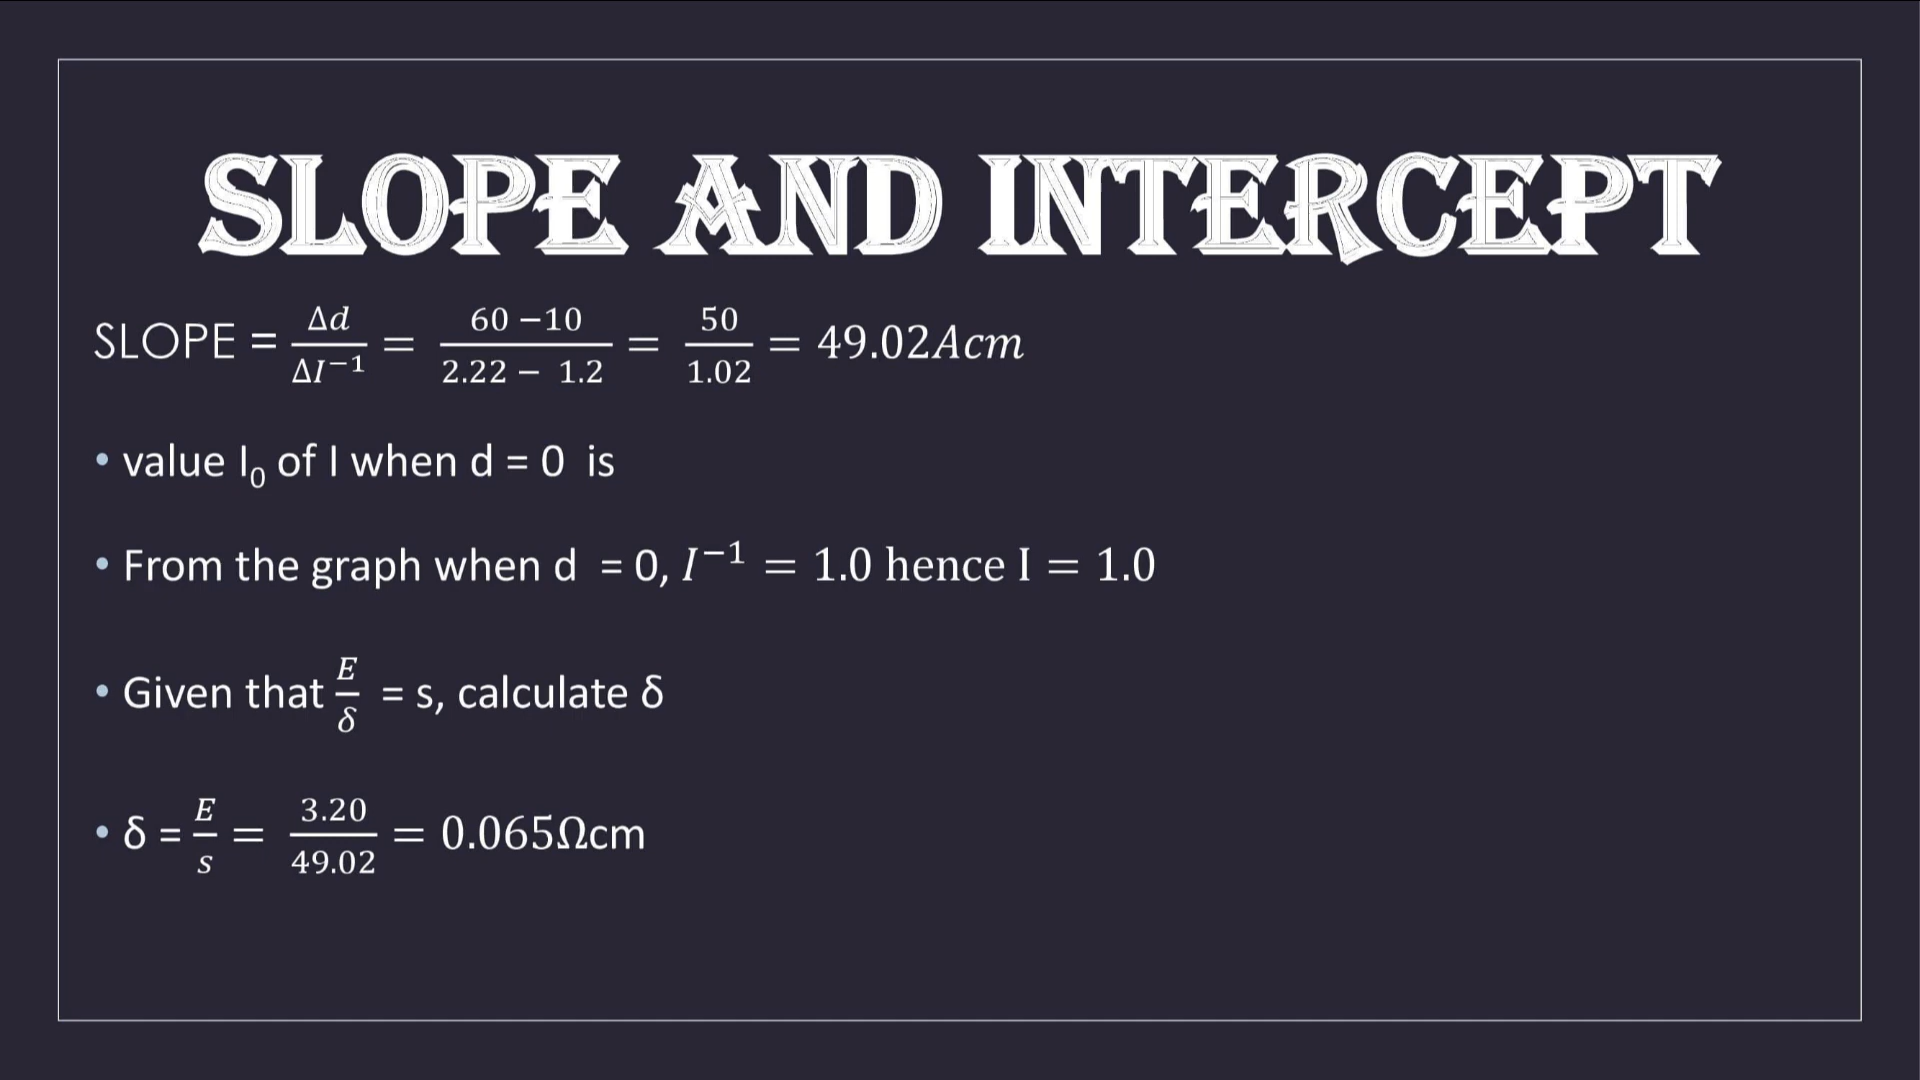 SLOPE AND INTERCEPT
SLOPE = Δd/ΔI⁻¹ = 60 −10/2.22 − 1.2 = 50/1.02 = 49.02Acm
• value I₀ of I when d = 0 is
• From the graph when d = 0, I⁻¹ = 1.0 hence I = 1.0
• Given that E/δ = s, calculate δ
• δ = E/s = 3.20/49.02 = 0.065Ωcm